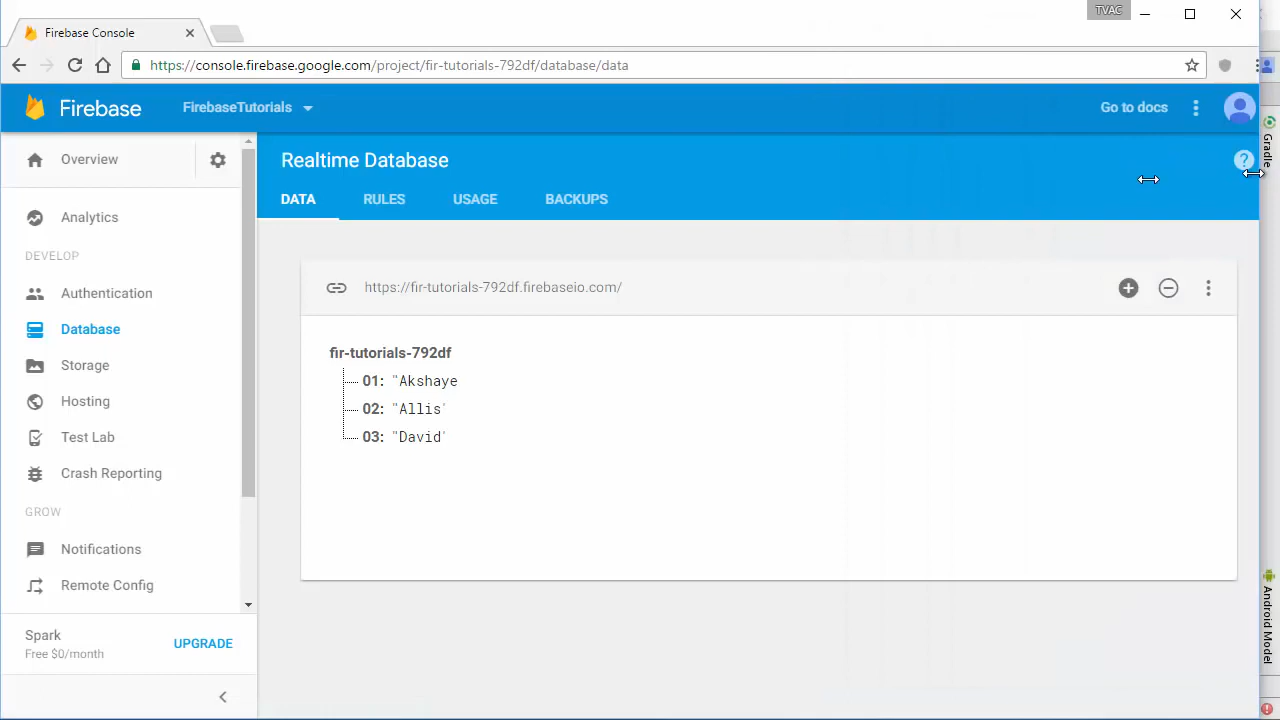 TVAC
Firebase Console
https://console.firebase.google.com/project/fir-tutorials-792df/database/data
Firebase
FirebaseTutorials
Go to docs
Overview
Realtime Database
?
DATA
RULES
USAGE
BACKUPS
Analytics
DEVELOP
Authentication
Database
Storage
Hosting
Test Lab
Crash Reporting
GROW
Notifications
Remote Config
Spark
Free $0/month
UPGRADE
https://fir-tutorials-792df.firebaseio.com/
fir-tutorials-792df
01: "Akshaye
02: "Allis'
03: "David'
Gradle
Android Model